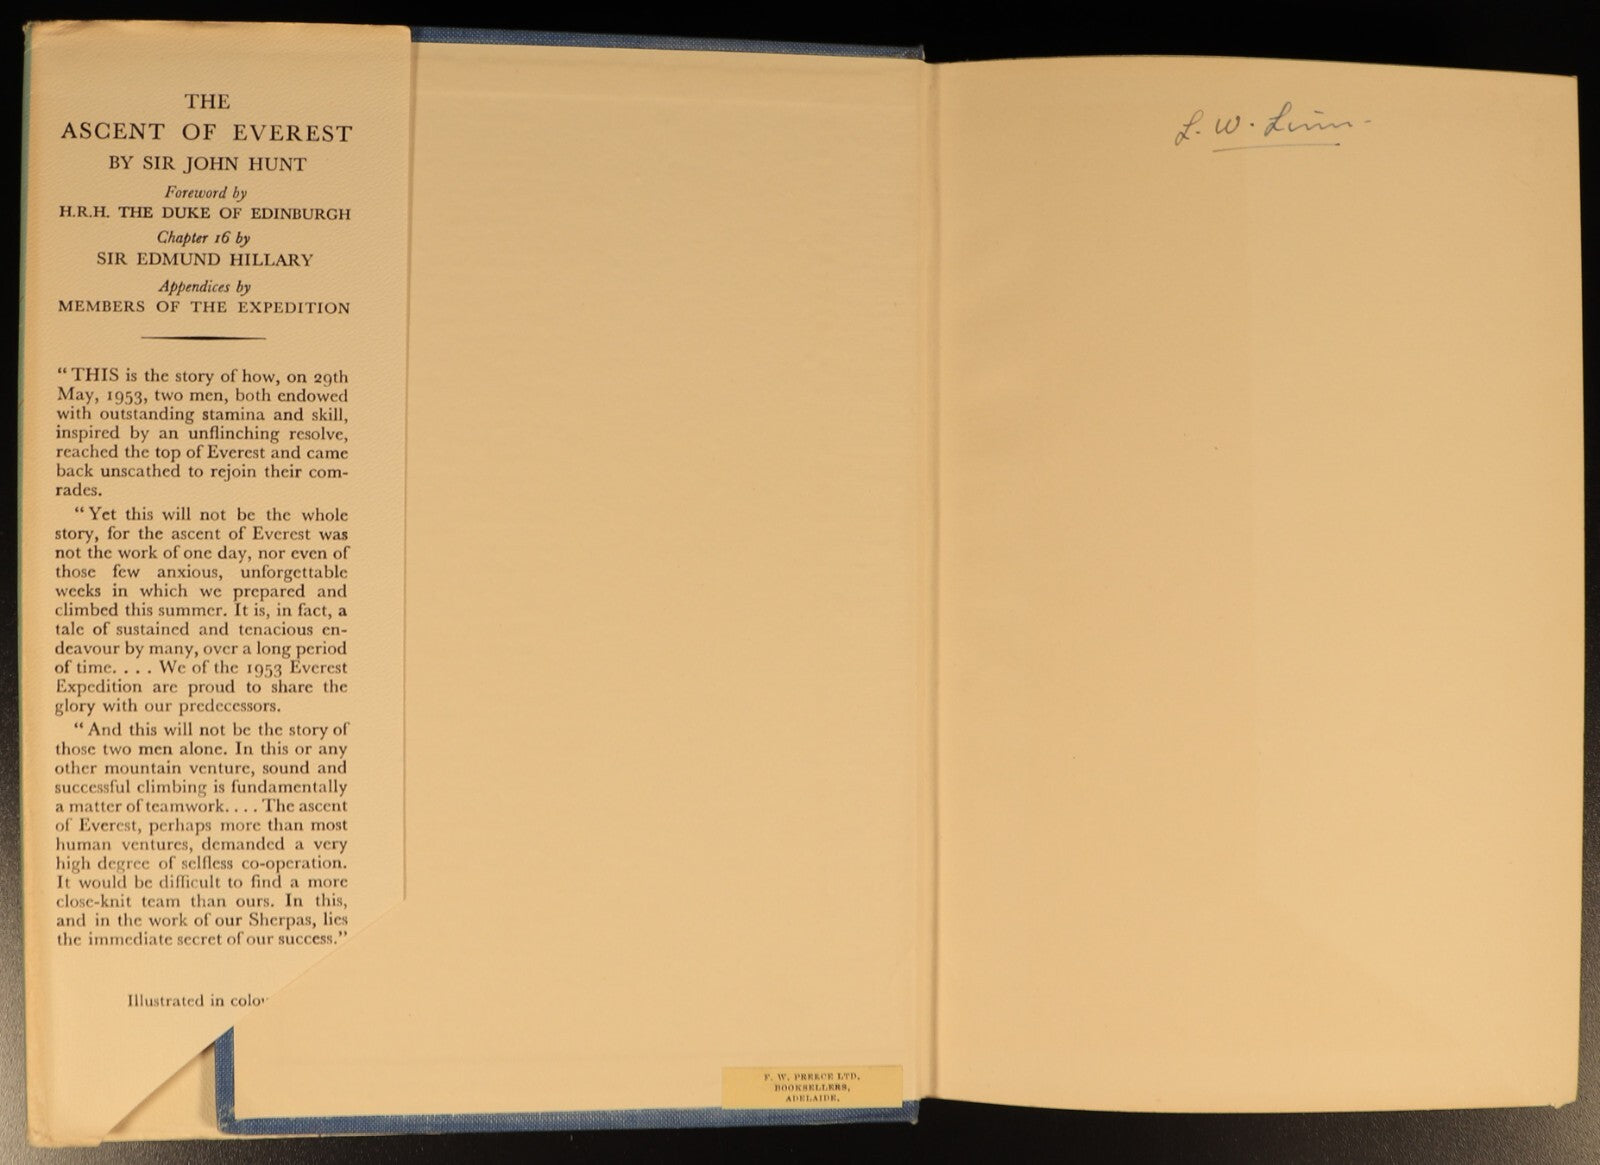 THE
ASCENT OF EVEREST
BY SIR JOHN HUNT
Foreword by
H.R.H. THE DUKE OF EDINBURGH
Chapter 16 by
SIR EDMUND HILLARY
Appendices by
MEMBERS OF THE EXPEDITION
“THIS is the story of how, on 29th
May, 1953, two men, both endowed
with outstanding stamina and skill,
inspired by an unflinching resolve,
reached the top of Everest and came
back unscathed to rejoin their com-
rades.
“Yet this will not be the whole
story, for the ascent of Everest was
not the work of one day, nor even of
those few anxious, unforgettable
weeks in which we prepared and
climbed this summer. It is, in fact, a
tale of sustained and tenacious en-
deavour by many, over a long period
of time. . . . We of the 1953 Everest
Expedition are proud to share the
glory with our predecessors.
“And this will not be the story of
those two men alone. In this or any
other mountain venture, sound and
successful climbing is fundamentally
a matter of teamwork. . . . The ascent
of Everest, perhaps more than most
human ventures, demanded a very
high degree of selfless co-operation.
It would be difficult to find a more
close-knit team than ours. In this,
and in the work of our Sherpas, lies
the immediate secret of our success.”
Illustrated in
F. W. PREECE LTD.
BOOKSELLERS,
ADELAIDE.
L. W.